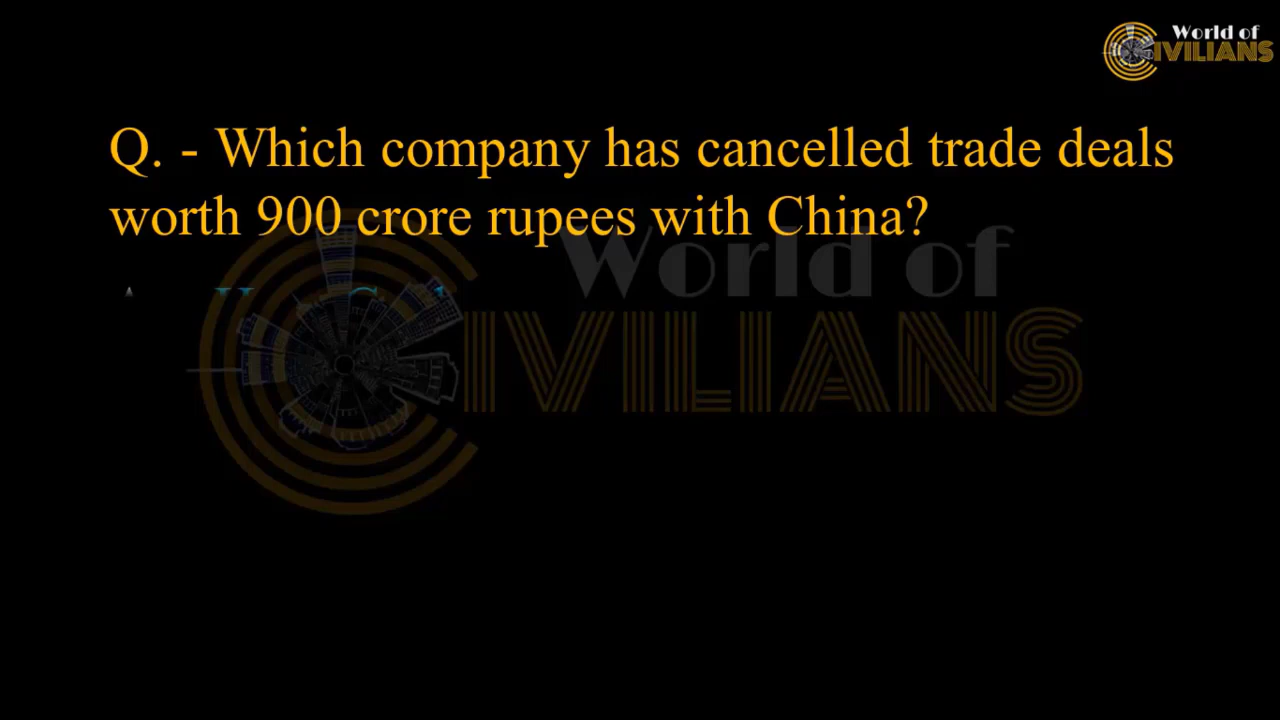 World of
CIVILIANS
Q. - Which company has cancelled trade deals
worth 900 crore rupees with China?
World of
CIVILIANS